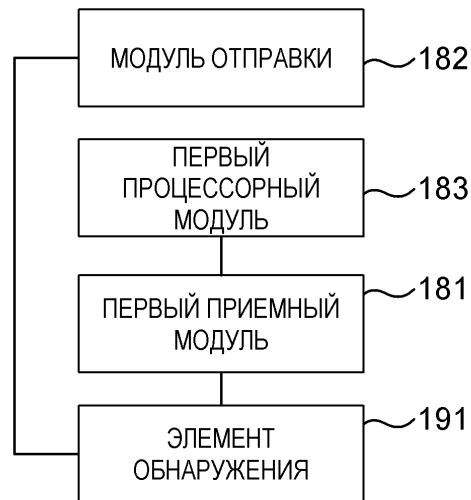 МОДУЛЬ ОТПРАВКИ
182
ПЕРВЫЙ
ПРОЦЕССОРНЫЙ
МОДУЛЬ
183
ПЕРВЫЙ ПРИЕМНЫЙ
МОДУЛЬ
181
ЭЛЕМЕНТ
ОБНАРУЖЕНИЯ
191